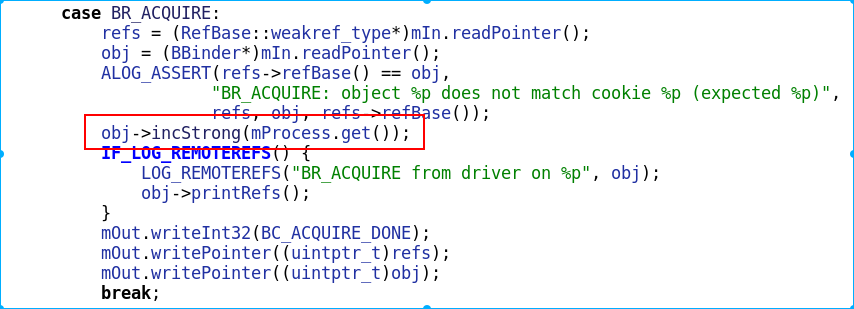 case BR_ACQUIRE:
refs = (RefBase::weakref_type*)mIn.readPointer();
obj = (BBinder*)mIn.readPointer();
ALOG_ASSERT(refs->refBase() == obj,
"BR_ACQUIRE: object %p does not match cookie %p (expected %p)",
refs, obj, refs->refBase());
obj->incStrong(mProcess.get());
IF_LOG_REMOTEREFS() {
LOG_REMOTEREFS("BR_ACQUIRE from driver on %p", obj);
obj->printRefs();
}
mOut.writeInt32(BC_ACQUIRE_DONE);
mOut.writePointer((uintptr_t)refs);
mOut.writePointer((uintptr_t)obj);
break;